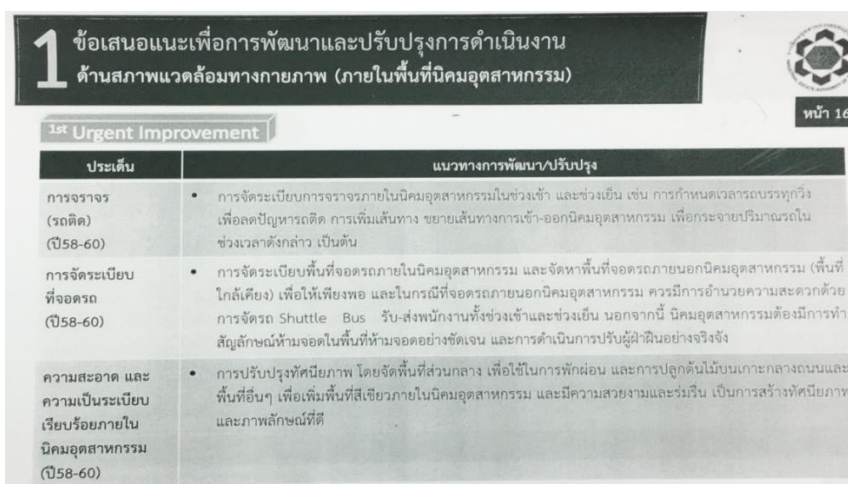 1
ข้อเสนอแนะเพื่อการพัฒนาและปรับปรุงการดำเนินงาน
ด้านสภาพแวดล้อมทางกายภาพ (ภายในพื้นที่นิคมอุตสาหกรรม)
หน้า 16
1st Urgent Improvement
ประเด็น
แนวทางการพัฒนา/ปรับปรุง
การจราจร
(รถติด)
(ปี58-60)
• การจัดระเบียบการจราจรภายในนิคมอุตสาหกรรมในช่วงเช้า และช่วงเย็น เช่น การกำหนดเวลารถบรรทุกวิ่ง
เพื่อลดปัญหารถติด การเพิ่มเส้นทาง ขยายเส้นทางการเข้า-ออกนิคมอุตสาหกรรม เพื่อกระจายปริมาณรถใน
ช่วงเวลาดังกล่าว เป็นต้น
การจัดระเบียบ
ที่จอดรถ
(ปี58-60)
• การจัดระเบียบพื้นที่จอดรถภายในนิคมอุตสาหกรรม และจัดหาพื้นที่จอดรถภายนอกนิคมอุตสาหกรรม (พื้นที่
ใกล้เคียง) เพื่อให้เพียงพอ และในกรณีที่จอดรถภายนอกนิคมอุตสาหกรรม ควรมีการอำนวยความสะดวกด้วย
การจัดรถ Shuttle Bus รับ-ส่งพนักงานทั้งช่วงเช้าและช่วงเย็น นอกจากนี้ นิคมอุตสาหกรรมต้องมีการทำ
สัญลักษณ์ห้ามจอดในพื้นที่ห้ามจอดอย่างชัดเจน และการดำเนินการปรับผู้ฝ่าฝืนอย่างจริงจัง
ความสะอาด และ
ความเป็นระเบียบ
เรียบร้อยภายใน
นิคมอุตสาหกรรม
(ปี58-60)
• การปรับปรุงทัศนียภาพ โดยจัดพื้นที่ส่วนกลาง เพื่อใช้ในการพักผ่อน และการปลูกต้นไม้บนเกาะกลางถนนและ
พื้นที่อื่นๆ เพื่อเพิ่มพื้นที่สีเขียวภายในนิคมอุตสาหกรรม และมีความสวยงามและร่มรื่น เป็นการสร้างทัศนียภาพ
และภาพลักษณ์ที่ดี